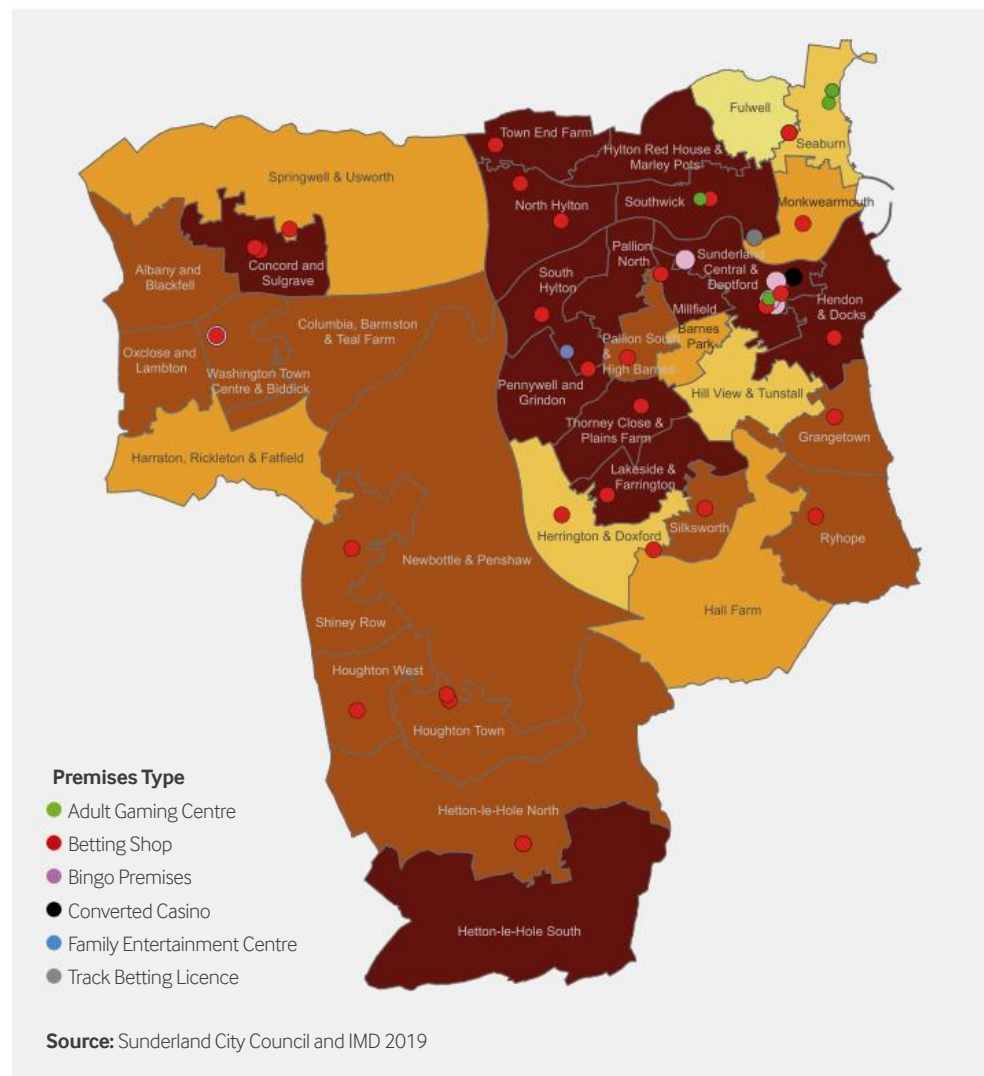 Fulwell
Seaburn
Town End Farm
Hylton Red House &
Marley Pots
Springwell & Usworth
North Hylton
Southwick
Monkwearmouth
Albany and
Blackfell
Concord and
Sulgrave
South
Hylton
Pallion
North
Sunderland
Central &
Deptford
Hendon
& Docks
Millfield
Columbia, Barmston
& Teal Farm
Barnes
Park
Oxclose and
Lambton
Washington Town
Centre & Biddick
Pallion South
&
High Barnes
Pennywell and
Grindon
Hill View & Tunstall
Thorney Close &
Plains Farm
Grangetown
Harraton, Rickleton & Fatfield
Lakeside &
Farrington
Herrington & Doxford
Silksworth
Ryhope
Newbottle & Penshaw
Hall Farm
Shiney Row
Houghton West
Houghton Town
Hetton-le-Hole North
Hetton-le-Hole South
Premises Type
Adult Gaming Centre
Betting Shop
Bingo Premises
Converted Casino
Family Entertainment Centre
Track Betting Licence
Source: Sunderland City Council and IMD 2019